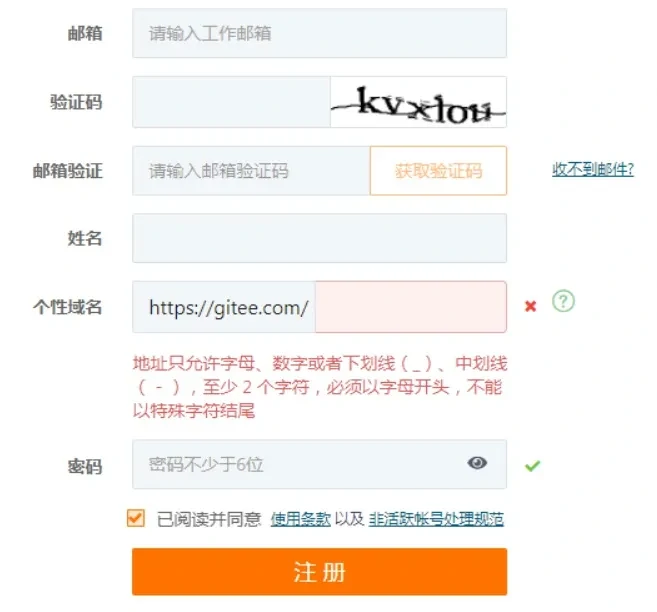 邮箱 请输入工作邮箱
验证码 kvxlou
邮箱验证 请输入邮箱验证码 获取验证码 收不到邮件?
姓名
个性域名 https://gitee.com/
地址只允许字母、数字或者下划线（_）、中划线
（ - ），至少 2 个字符，必须以字母开头，不能
以特殊字符结尾
密码 密码不少于6位
已阅读并同意 使用条款 以及 非活跃帐号处理规范
注 册